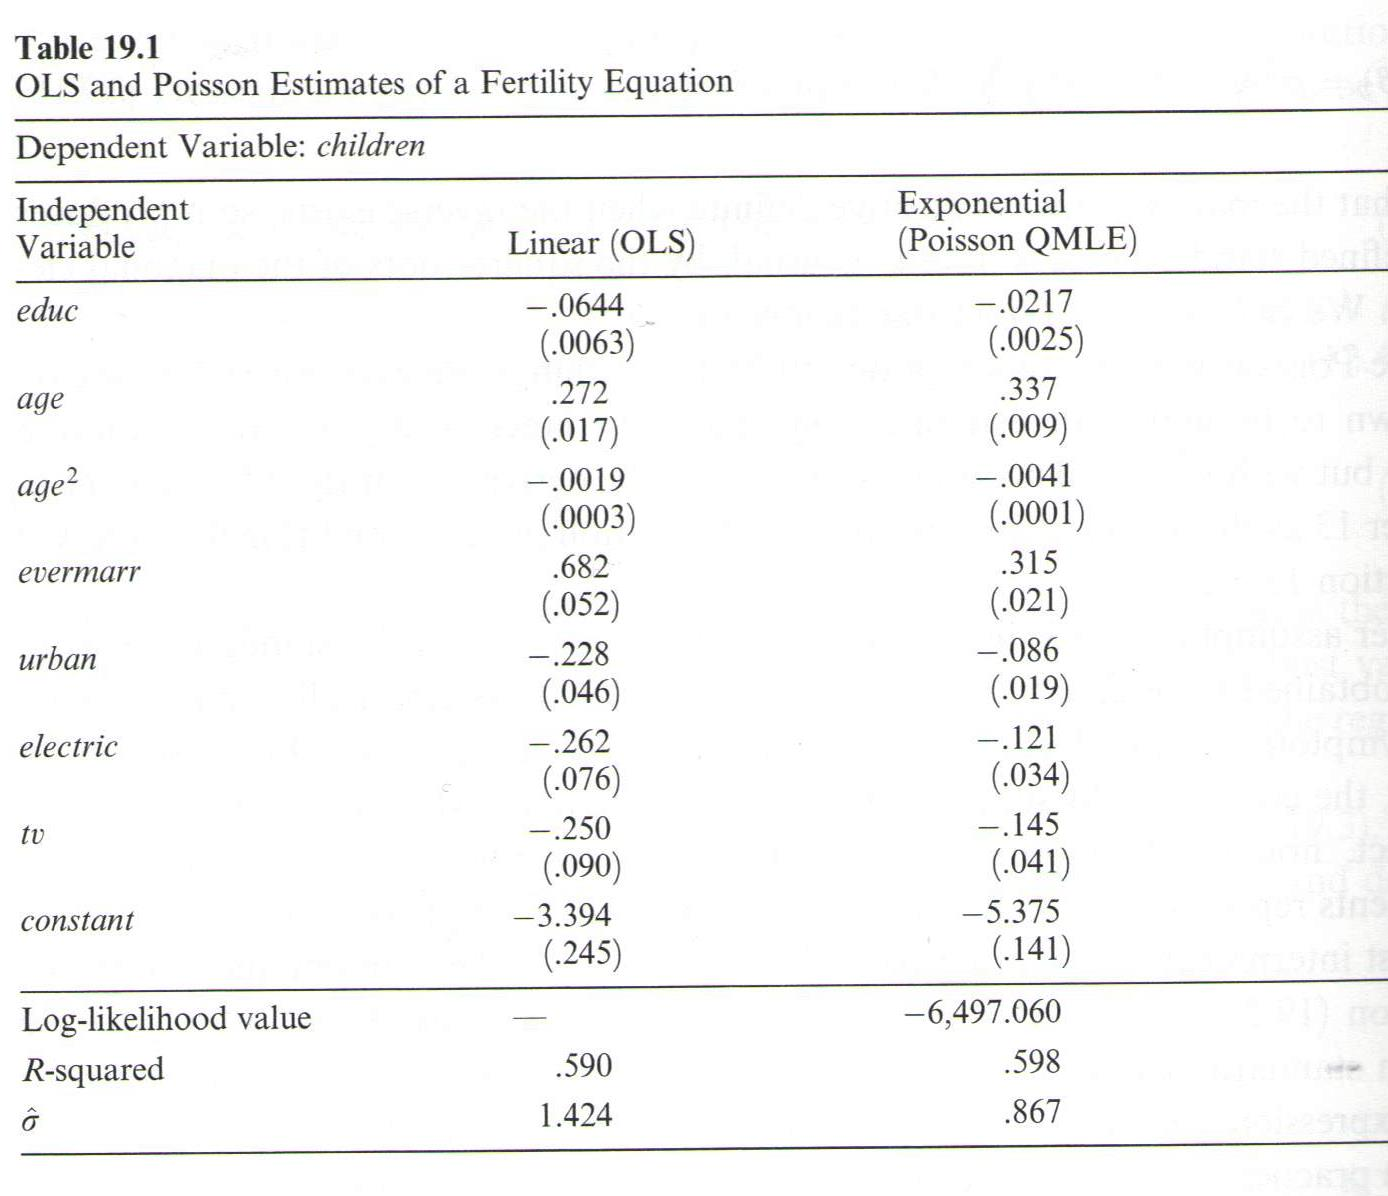 Table 19.1
OLS and Poisson Estimates of a Fertility Equation
Dependent Variable: children
Independent Variable Linear (OLS) Exponential (Poisson QMLE)
educ −.0644 −.0217
(.0063) (.0025)
age .272 .337
(.017) (.009)
age² −.0019 −.0041
(.0003) (.0001)
evermarr .682 .315
(.052) (.021)
urban −.228 −.086
(.046) (.019)
electric −.262 −.121
(.076) (.034)
tv −.250 −.145
(.090) (.041)
constant −3.394 −5.375
(.245) (.141)
Log-likelihood value — −6,497.060
R-squared .590 .598
σ̂ 1.424 .867